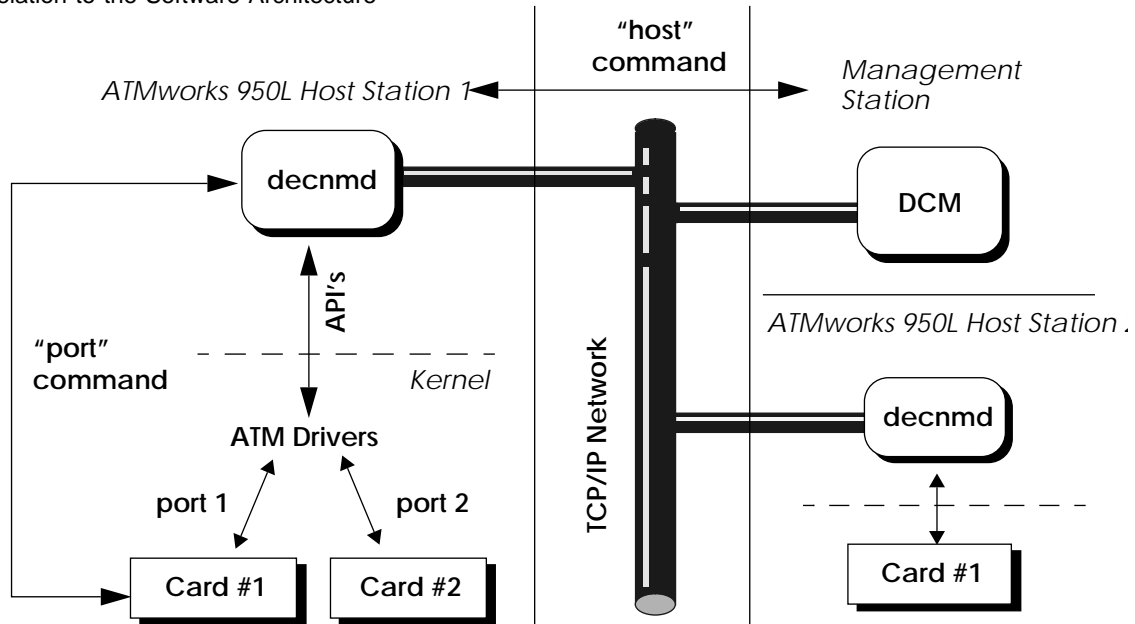 to the Software Architecture
"host"
command
ATMworks 950L Host Station 1
Management
Station
decnmd
DCM
API's
"port"
command
Kernel
ATM Drivers
port 1
port 2
Card #1
Card #2
TCP/IP Network
ATMworks 950L Host Station 2
decnmd
Card #1